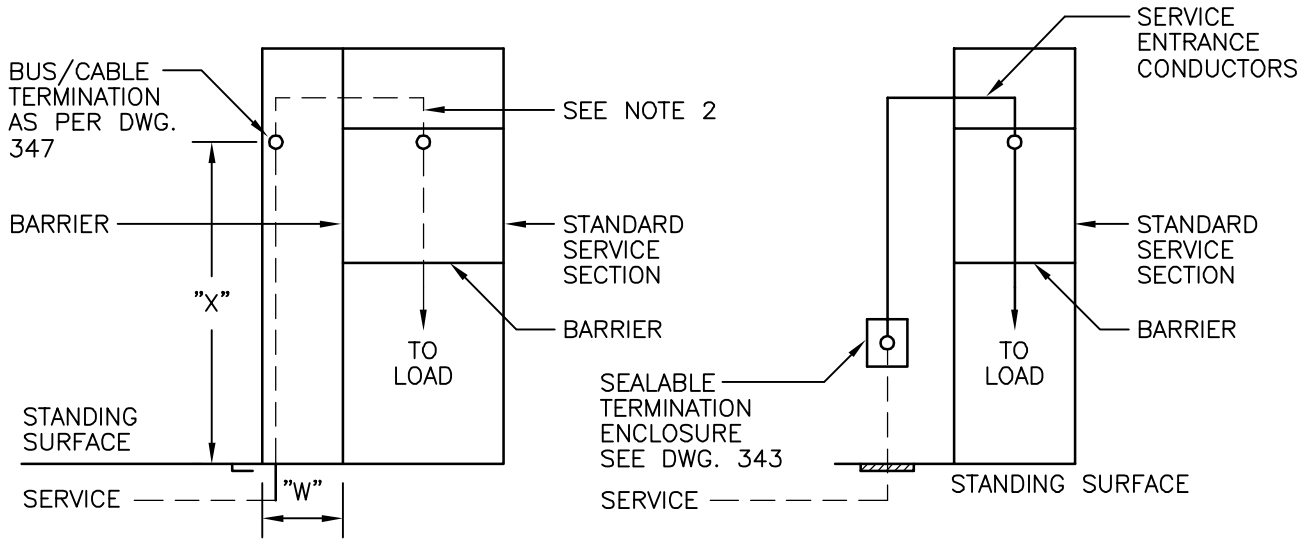 BUS/CABLE
TERMINATION
AS PER DWG.
347
SEE NOTE 2
BARRIER
STANDARD
SERVICE
SECTION
"X"
BARRIER
TO
LOAD
STANDING
SURFACE
SERVICE
"W"
SERVICE
ENTRANCE
CONDUCTORS
STANDARD
SERVICE
SECTION
BARRIER
TO
LOAD
SEALABLE
TERMINATION
ENCLOSURE
SEE DWG. 343
SERVICE
STANDING SURFACE